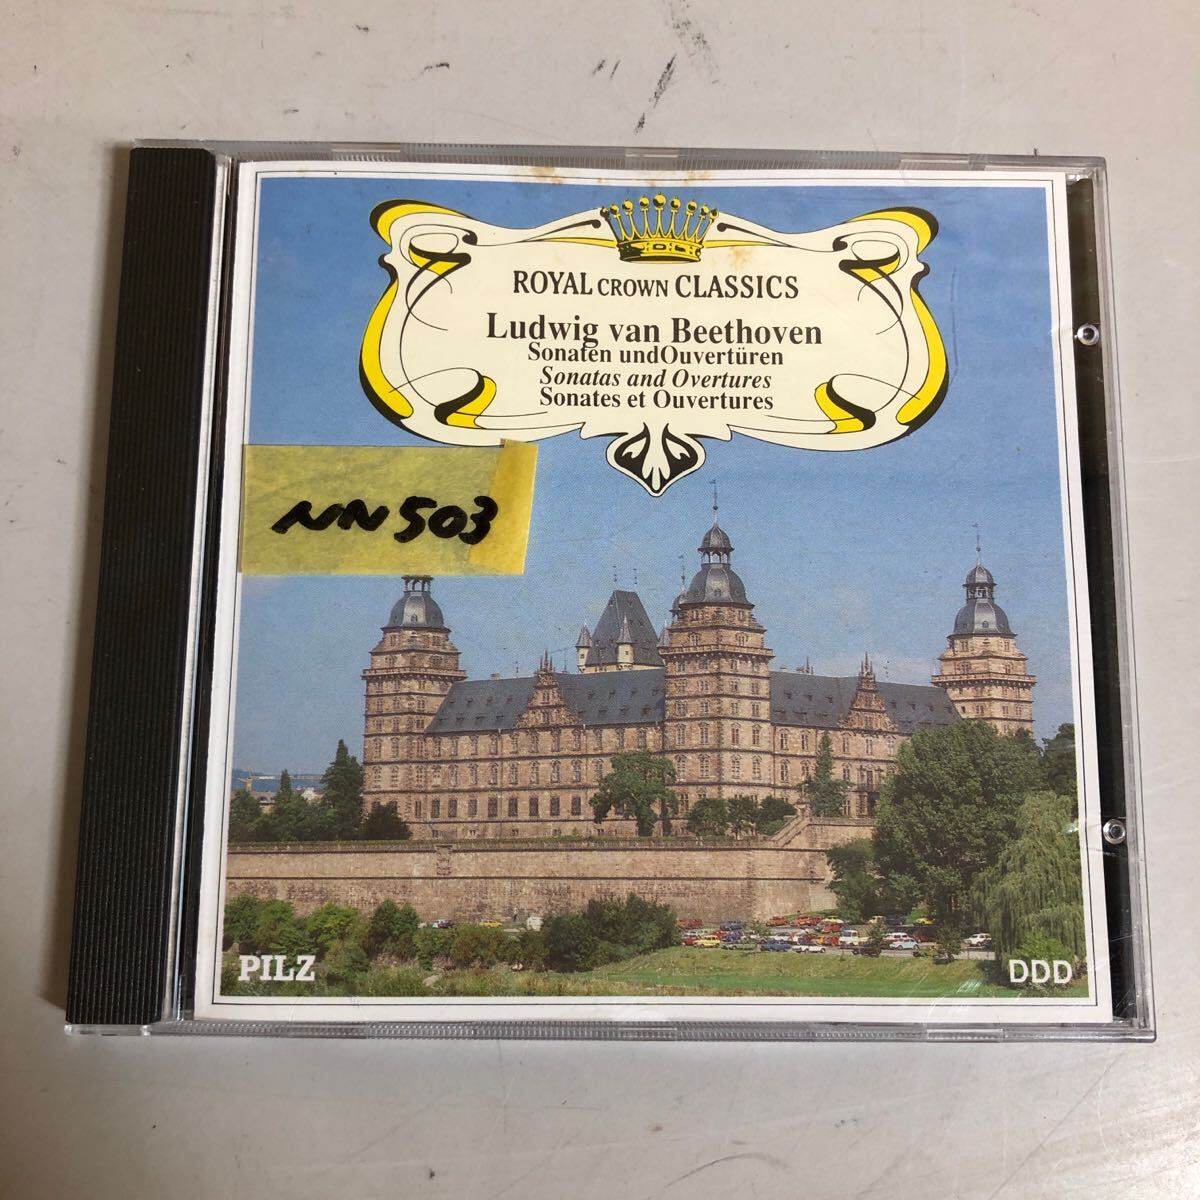 ROYAL CROWN CLASSICS
Ludwig van Beethoven
Sonaten undOuvertüren
Sonatas and Overtures
Sonates et Ouvertures
NN503
PILZ
DDD